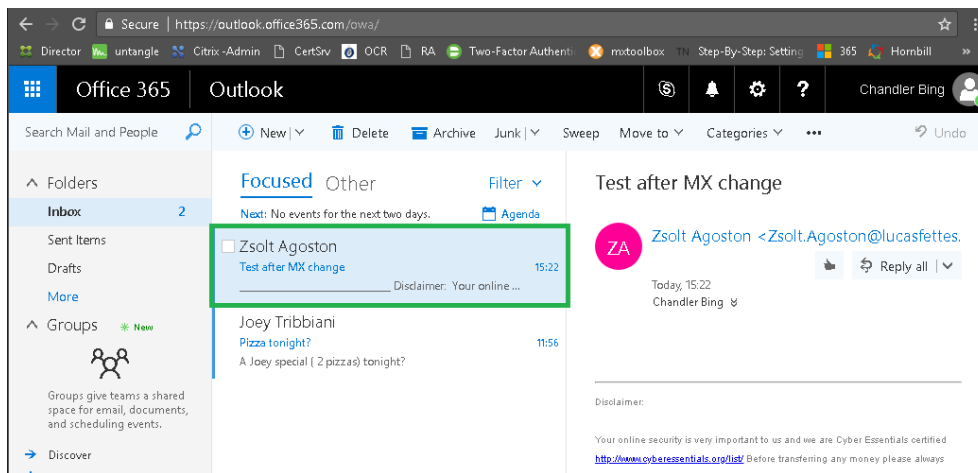 Secure | https://outlook.office365.com/owa/
Director untangle Citrix-Admin CertSrv OCR RA Two-Factor Authenti mxtoolbox TN Step-By-Step: Setting 365 Hornbill »
Office 365 Outlook ? Chandler Bing
Search Mail and People New Delete Archive Junk Sweep Move to Categories ••• Undo
Folders
Inbox 2
Sent Items
Drafts
More
Groups New
Groups give teams a shared
space for email, documents,
and scheduling events.
Discover
Focused Other Filter
Next: No events for the next two days. Agenda
Zsolt Agoston
Test after MX change 15:22
Disclaimer: Your online ...
Joey Tribbiani
Pizza tonight? 11:56
A Joey special ( 2 pizzas) tonight?
Test after MX change
ZA
Zsolt Agoston <Zsolt.Agoston@lucasfettes.
Reply all
Today, 15:22
Chandler Bing
Disclaimer:
Your online security is very important to us and we are Cyber Essentials certified
http://www.cyberessentials.org/list/ Before transferring any money please always